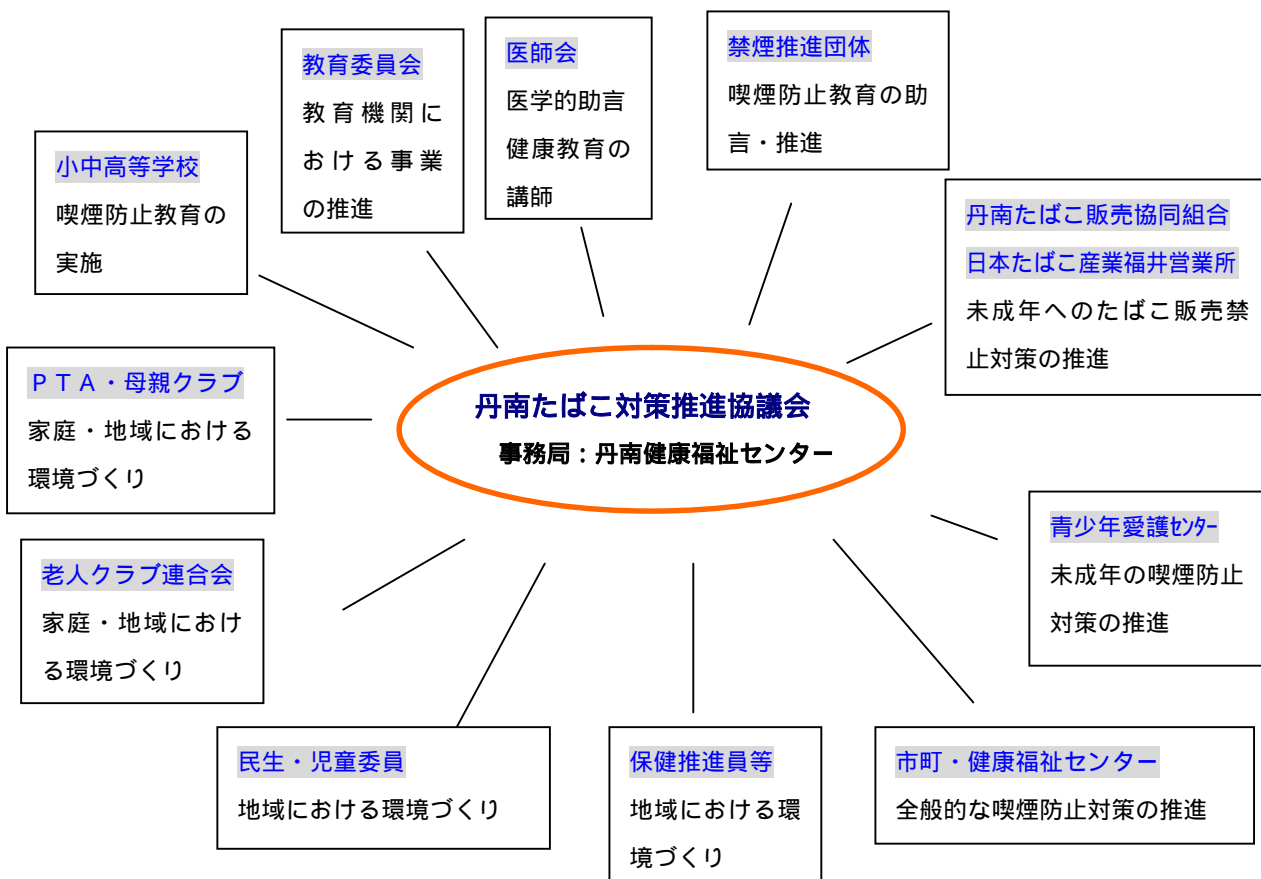 教育委員会
教育機関に
おける事業
の推進
医師会
医学的助言
健康教育の
講師
禁煙推進団体
喫煙防止教育の助
言・推進
小中高等学校
喫煙防止教育の
実施
丹南たばこ販売協同組合
日本たばこ産業福井営業所
未成年へのたばこ販売禁
止対策の推進
ＰＴＡ・母親クラブ
家庭・地域における
環境づくり
丹南たばこ対策推進協議会
事務局：丹南健康福祉センター
老人クラブ連合会
家庭・地域におけ
る環境づくり
青少年愛護ｾﾝﾀｰ
未成年の喫煙防止
対策の推進
民生・児童委員
地域における環境づくり
保健推進員等
地域における環
境づくり
市町・健康福祉センター
全般的な喫煙防止対策の推進